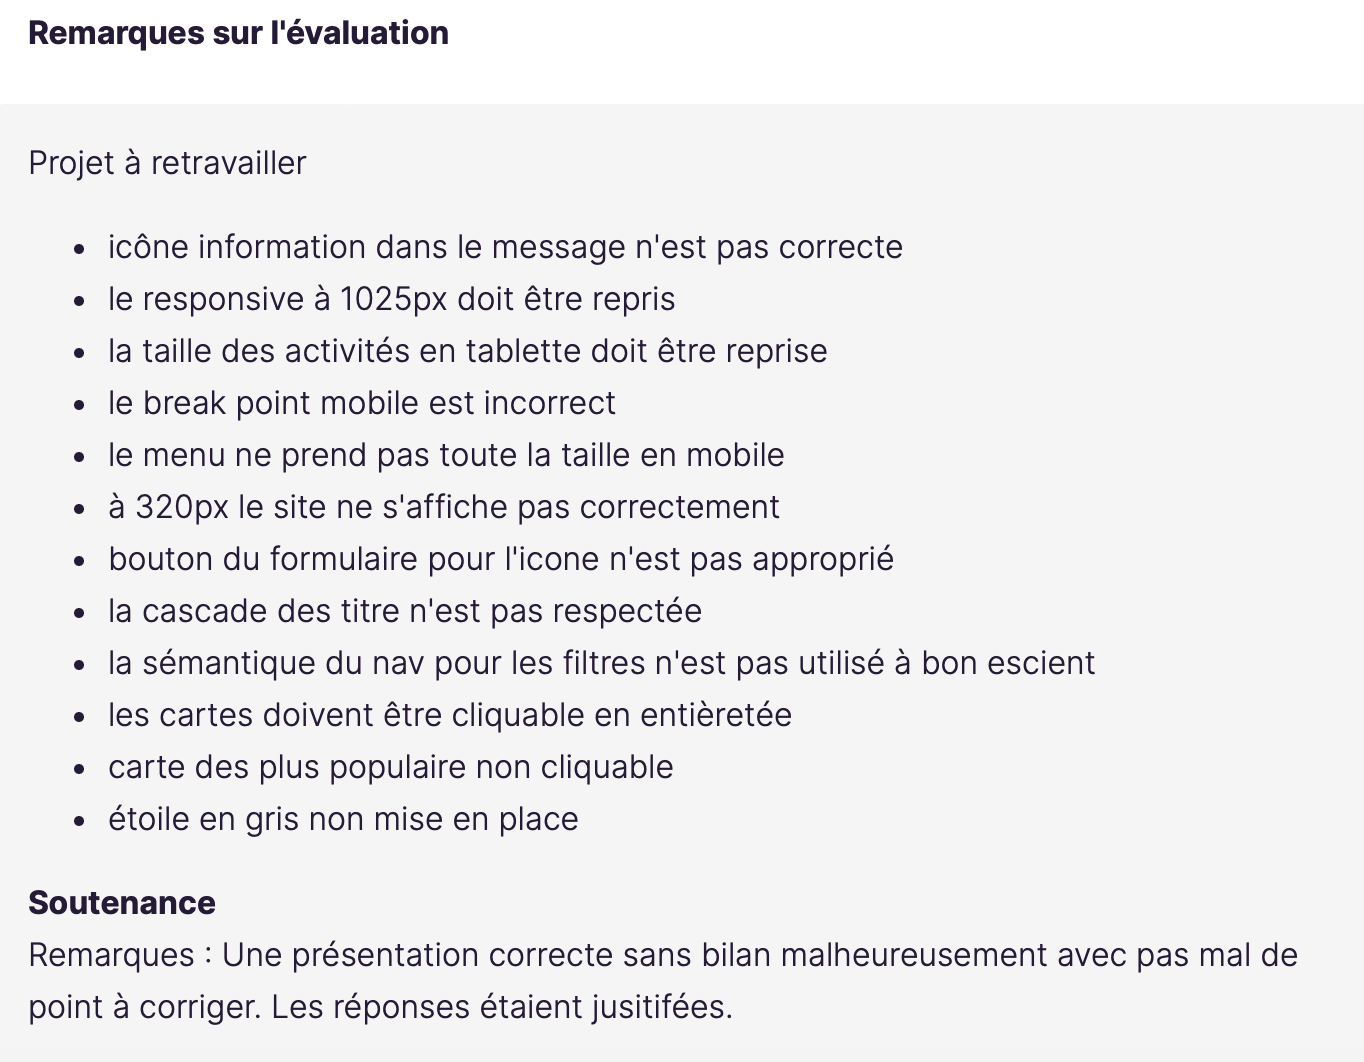 Remarques sur l'évaluation
Projet à retravailler
• icône information dans le message n'est pas correcte
• le responsive à 1025px doit être repris
• la taille des activités en tablette doit être reprise
• le break point mobile est incorrect
• le menu ne prend pas toute la taille en mobile
• à 320px le site ne s'affiche pas correctement
• bouton du formulaire pour l'icone n'est pas approprié
• la cascade des titre n'est pas respectée
• la sémantique du nav pour les filtres n'est pas utilisé à bon escient
• les cartes doivent être cliquable en entièretée
• carte des plus populaire non cliquable
• étoile en gris non mise en place
Soutenance
Remarques : Une présentation correcte sans bilan malheureusement avec pas mal de
point à corriger. Les réponses étaient jusitifées.